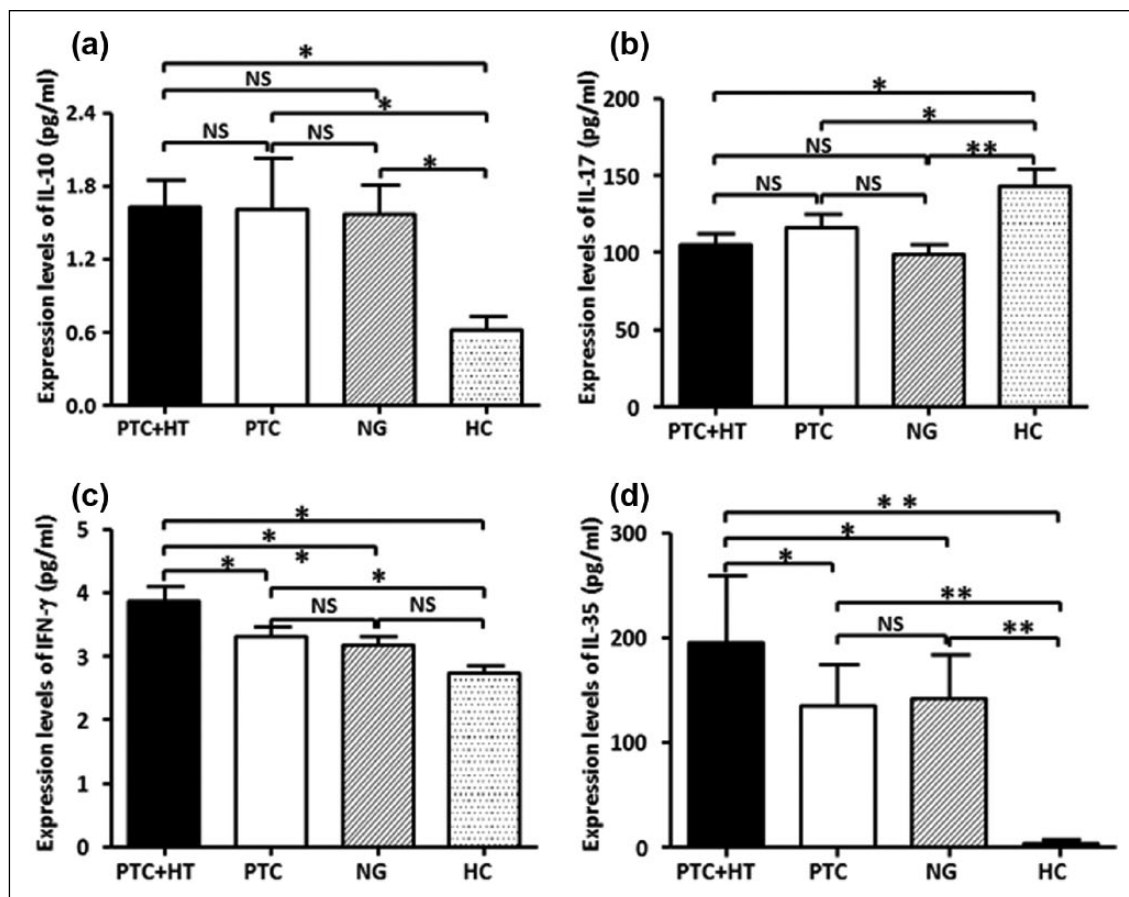 (a)
Expression levels of IL-10 (pg/ml)
2.4
1.8
1.2
0.6
0.0
*
NS
*
NS
NS
*
PTC+HT PTC NG HC
(b)
Expression levels of IL-17 (pg/ml)
200
150
100
50
0
*
*
NS
**
NS
NS
PTC+HT PTC NG HC
(c)
Expression levels of IFN-γ (pg/ml)
5
4
3
2
1
0
*
*
* *
*
NS
NS
PTC+HT PTC NG HC
(d)
Expression levels of IL-35 (pg/ml)
300
200
100
0
* *
*
*
**
NS
**
PTC+HT PTC NG HC